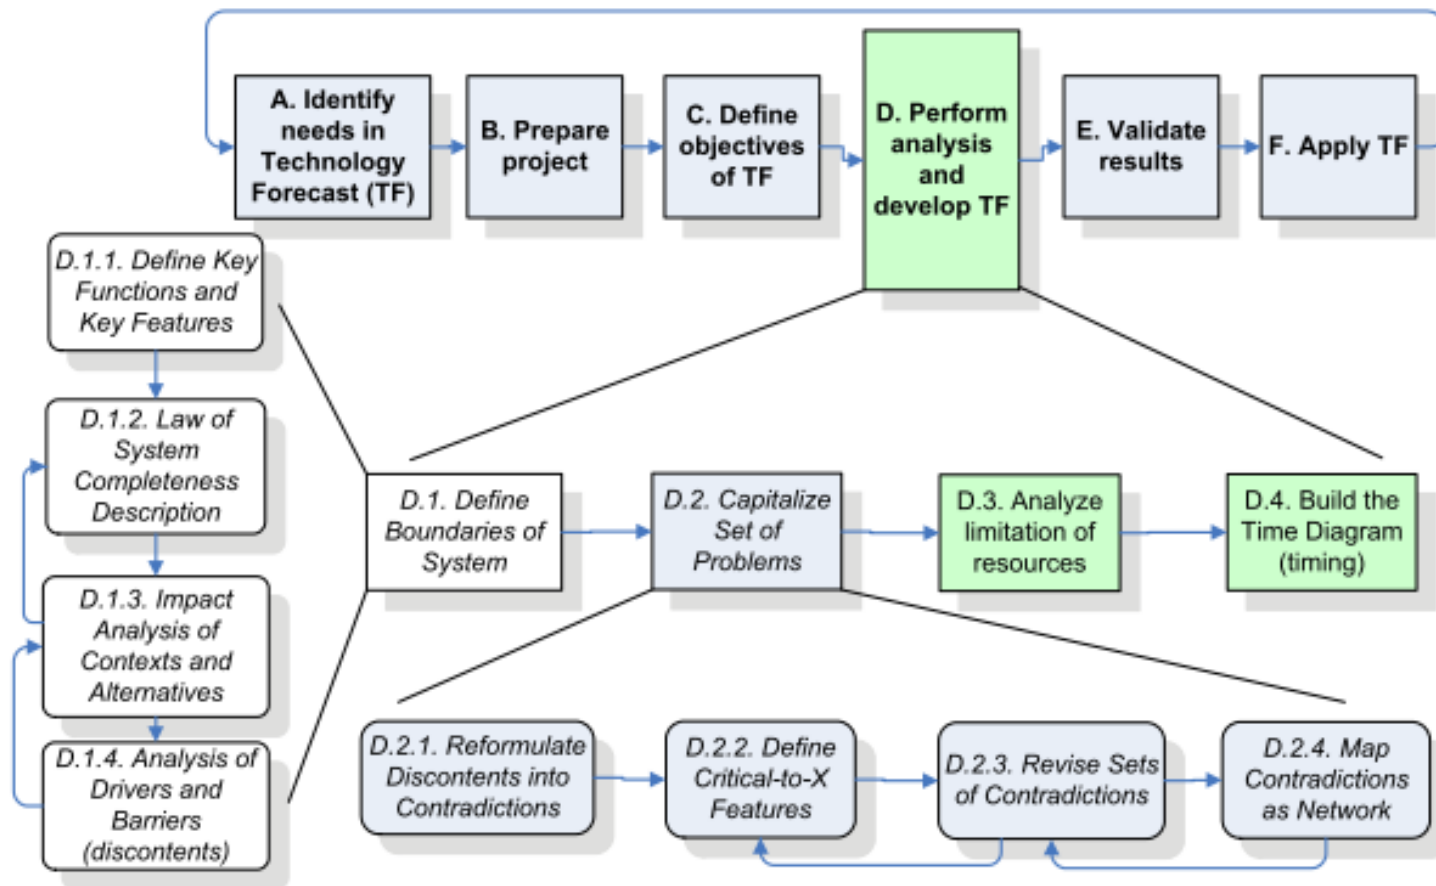 A. Identify
needs in
Technology
Forecast (TF)
B. Prepare
project
C. Define
objectives
of TF
D. Perform
analysis
and
develop TF
E. Validate
results
F. Apply TF
D.1.1. Define Key
Functions and
Key Features
D.1.2. Law of
System
Completeness
Description
D.1.3. Impact
Analysis of
Contexts and
Alternatives
D.1.4. Analysis of
Drivers and
Barriers
(discontents)
D.1. Define
Boundaries of
System
D.2. Capitalize
Set of
Problems
D.3. Analyze
limitation of
resources
D.4. Build the
Time Diagram
(timing)
D.2.1. Reformulate
Discontents into
Contradictions
D.2.2. Define
Critical-to-X
Features
D.2.3. Revise Sets
of Contradictions
D.2.4. Map
Contradictions
as Network